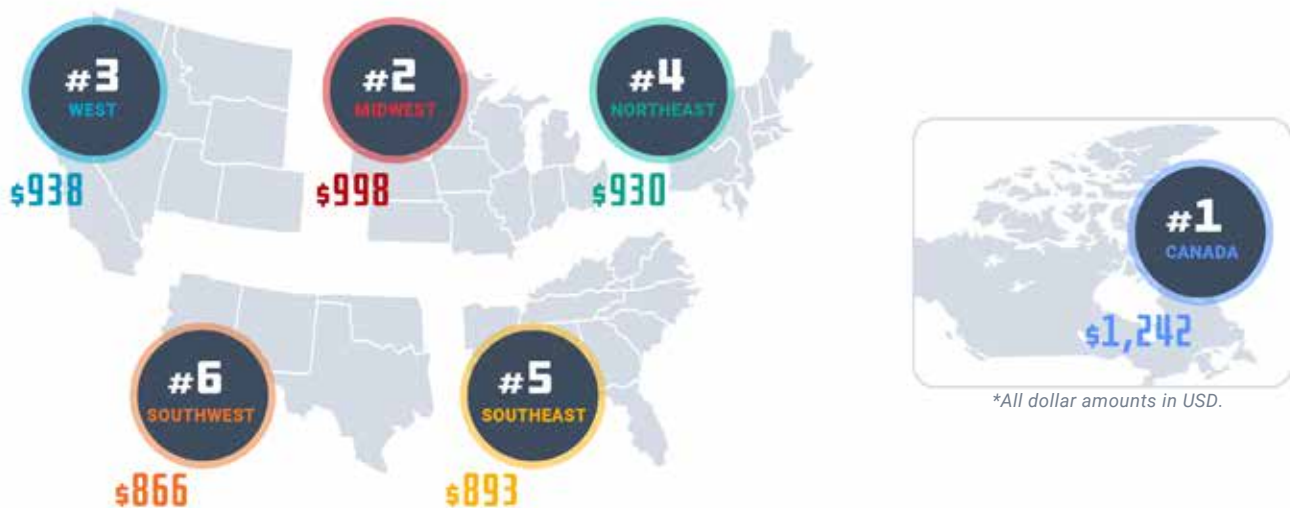 #3
WEST
$938
#2
MIDWEST
$998
#4
NORTHEAST
$930
#1
CANADA
$1,242
*All dollar amounts in USD.
#6
SOUTHWEST
$866
#5
SOUTHEAST
$893